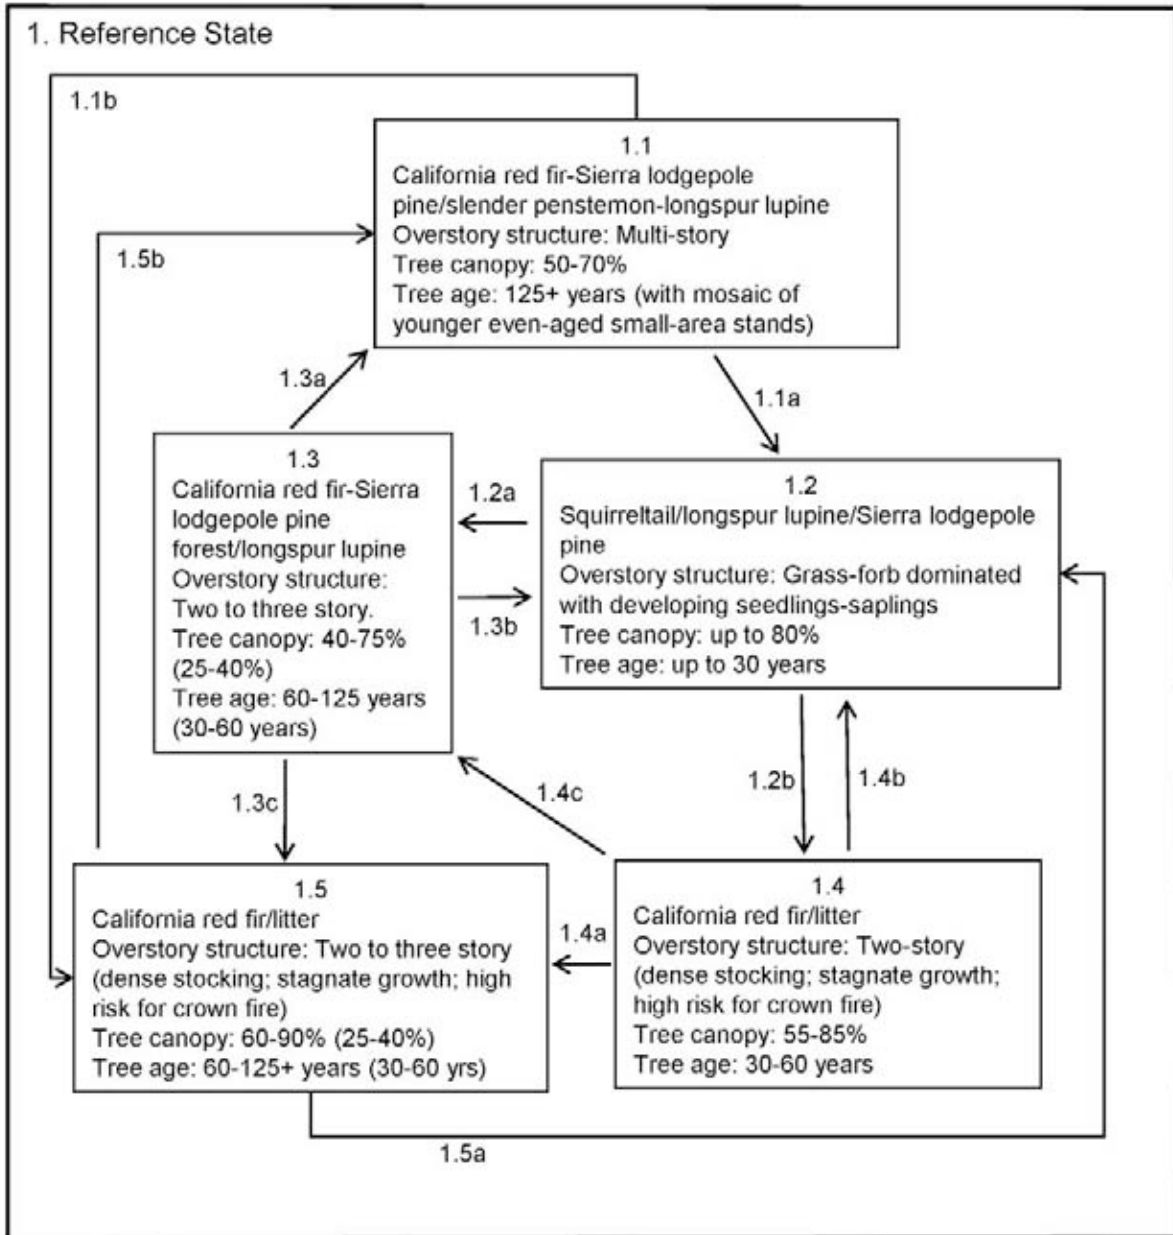 1. Reference State
1.1b
1.1
California red fir-Sierra lodgepole
pine/slender penstemon-longspur lupine
Overstory structure: Multi-story
Tree canopy: 50-70%
Tree age: 125+ years (with mosaic of
younger even-aged small-area stands)
1.5b
1.3a
1.1a
1.3
California red fir-Sierra
lodgepole pine
forest/longspur lupine
Overstory structure:
Two to three story.
Tree canopy: 40-75%
(25-40%)
Tree age: 60-125 years
(30-60 years)
1.2a
1.3b
1.2
Squirreltail/longspur lupine/Sierra lodgepole
pine
Overstory structure: Grass-forb dominated
with developing seedlings-saplings
Tree canopy: up to 80%
Tree age: up to 30 years
1.3c
1.4c
1.2b
1.4b
1.5
California red fir/litter
Overstory structure: Two to three story
(dense stocking; stagnate growth; high
risk for crown fire)
Tree canopy: 60-90% (25-40%)
Tree age: 60-125+ years (30-60 yrs)
1.4a
1.4
California red fir/litter
Overstory structure: Two-story
(dense stocking; stagnate growth;
high risk for crown fire)
Tree canopy: 55-85%
Tree age: 30-60 years
1.5a